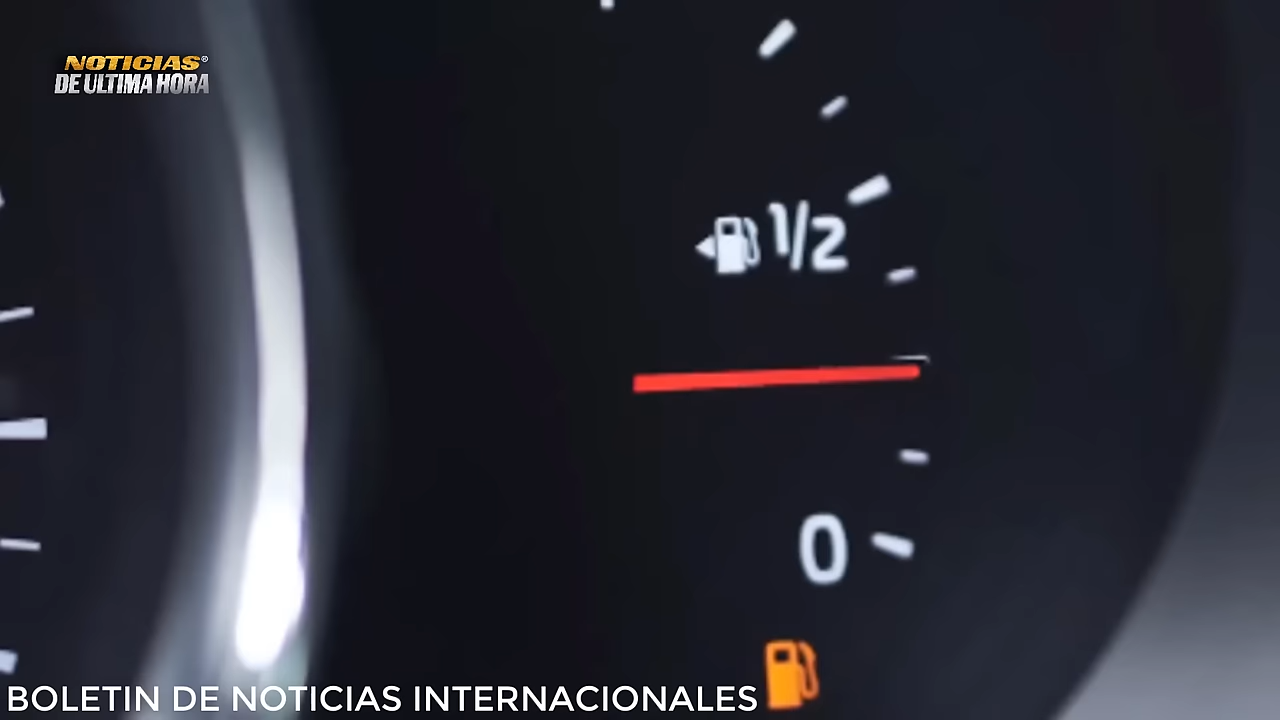 NOTICIAS®
DE ULTIMA HORA
1/2
0
BOLETIN DE NOTICIAS INTERNACIONALES